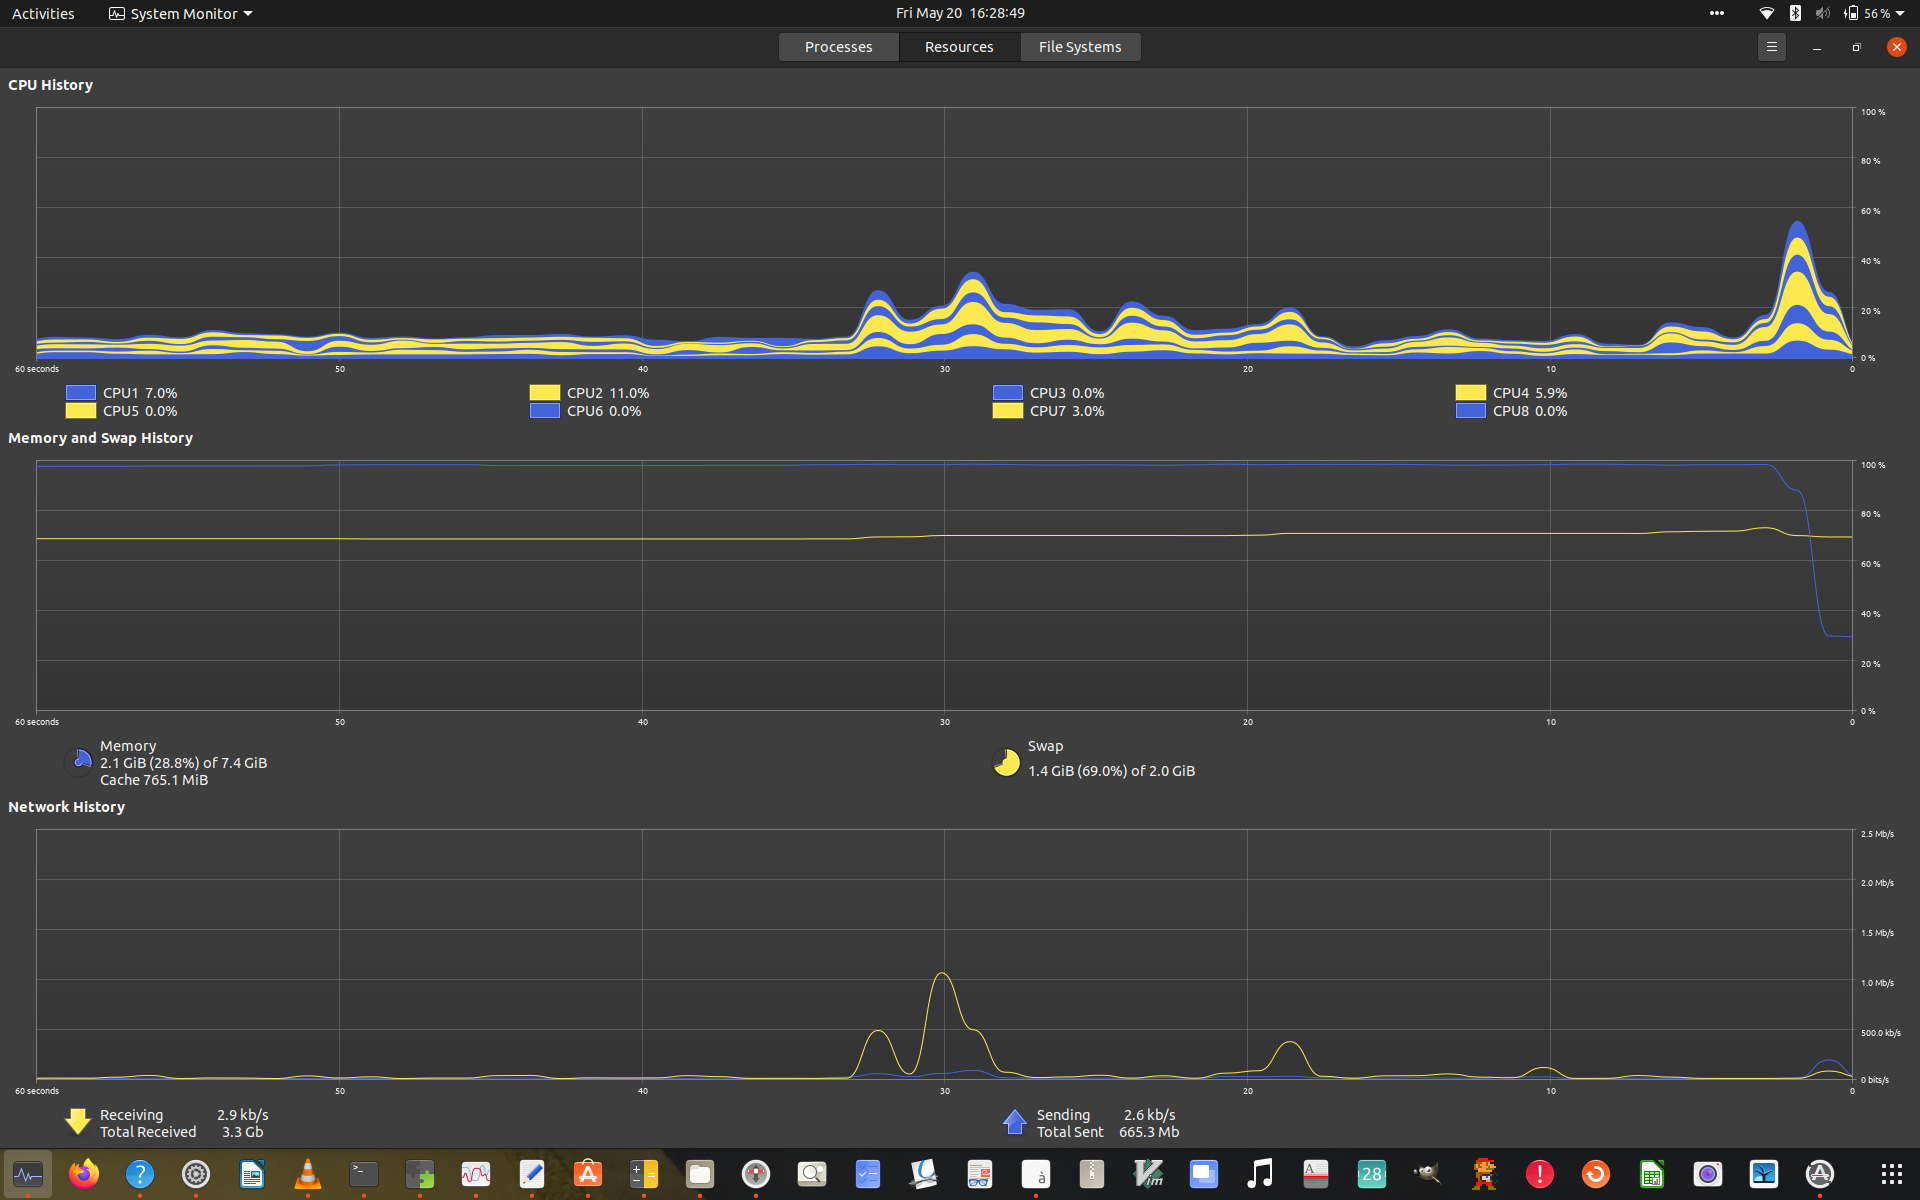 Activities System Monitor Fri May 20 16:28:49 56 %
Processes Resources File Systems
CPU History
100 %
80 %
60 %
40 %
20 %
0 %
60 seconds 50 40 30 20 10 0
CPU1 7.0% CPU2 11.0% CPU3 0.0% CPU4 5.9%
CPU5 0.0% CPU6 0.0% CPU7 3.0% CPU8 0.0%
Memory and Swap History
100 %
80 %
60 %
40 %
20 %
0 %
60 seconds 50 40 30 20 10 0
Memory
2.1 GiB (28.8%) of 7.4 GiB
Cache 765.1 MiB
Swap
1.4 GiB (69.0%) of 2.0 GiB
Network History
2.5 Mb/s
2.0 Mb/s
1.5 Mb/s
1.0 Mb/s
500.0 kb/s
0 bits/s
60 seconds 50 40 30 20 10 0
Receiving 2.9 kb/s
Total Received 3.3 Gb
Sending 2.6 kb/s
Total Sent 665.3 Mb
? >_ à Vim A 28 !